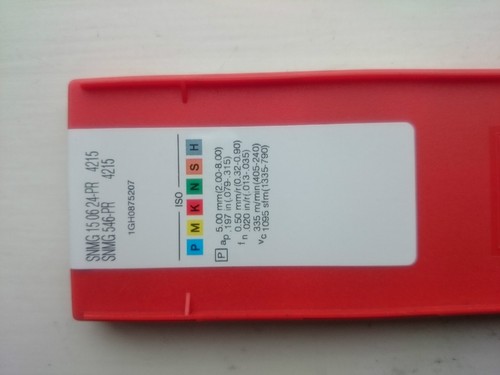 SNMG 15 06 24-PR 4215
SNMG 546-PR 4215
1GH0875207
ISO
P M K N S H
P ap 5.00 mm(2.00-8.00)
.197 in(.079-.315)
fn 0.50 mm/r(0.32-0.90)
.020 in/r(.013-.035)
vc 335 m/min(405-240)
1095 sfm(1335-790)